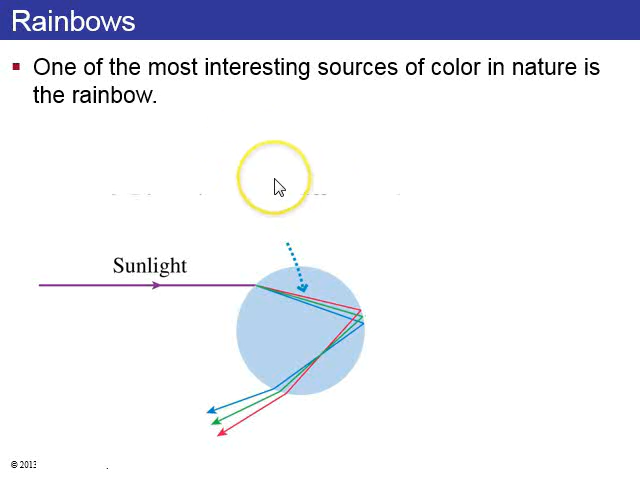 Rainbows
One of the most interesting sources of color in nature is
the rainbow.
Sunlight
© 2013